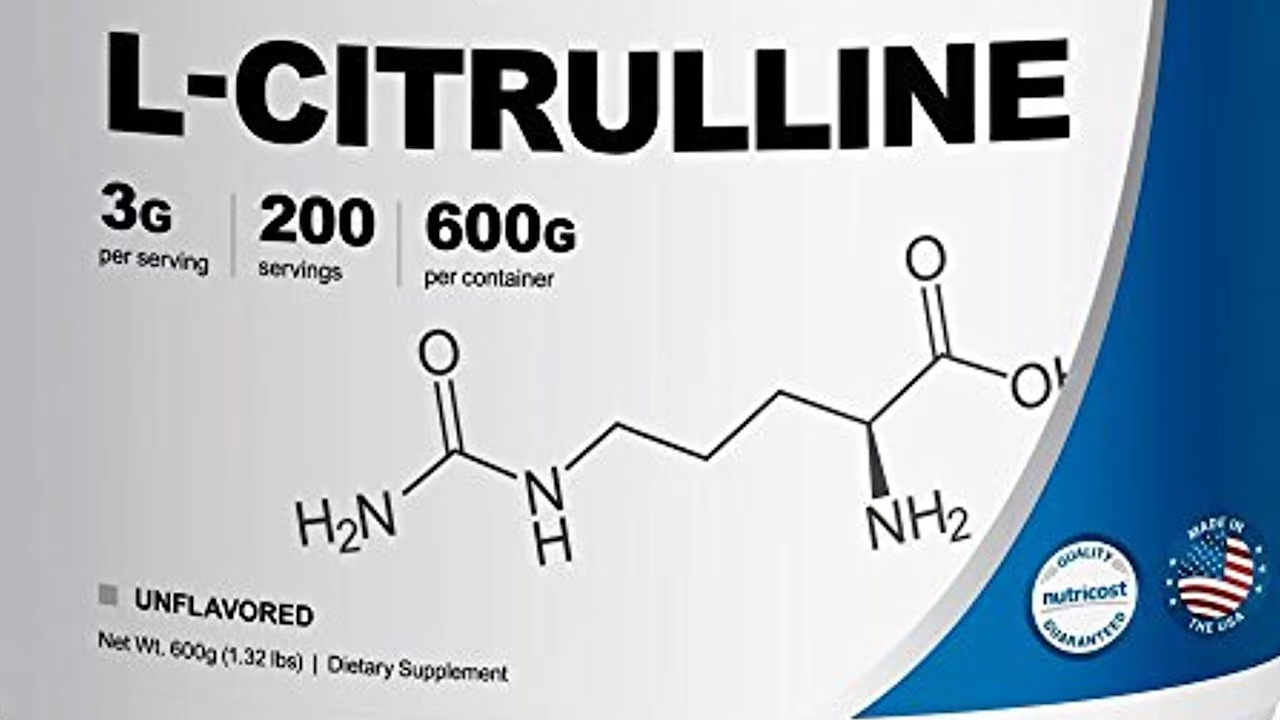 L-CITRULLINE
3G 200 600G
per serving servings per container
O
O
OH
H2N
N
H
NH2
UNFLAVORED
Net Wt. 600g (1.32 lbs) | Dietary Supplement
QUALITY
nutricost
GUARANTEED
MADE IN
THE USA